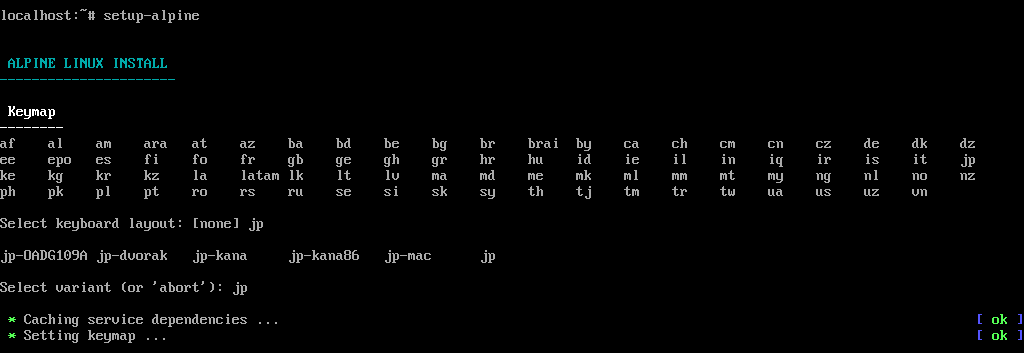 localhost:~# setup-alpine
ALPINE LINUX INSTALL
----------------------
Keymap
--------
af al am ara at az ba bd be bg br brai by ca ch cm cn cz de dk dz
ee epo es fi fo fr gb ge gh gr hr hu id ie il in iq ir is it jp
ke kg kr kz la latam lk lt lv ma md me mk ml mm mt my ng nl no nz
ph pk pl pt ro rs ru se si sk sy th tj tm tr tw ua us uz vn
Select keyboard layout: [none] jp
jp-OADG109A jp-dvorak jp-kana jp-kana86 jp-mac jp
Select variant (or 'abort'): jp
* Caching service dependencies ... [ ok ]
* Setting keymap ... [ ok ]